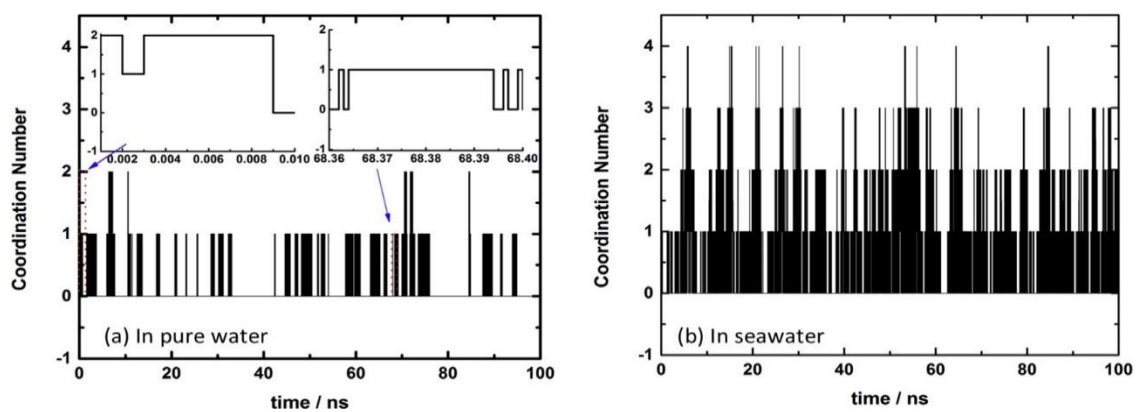 4
3
2
1
0
-1
Coordination Number
2
1
0
-1
0.002 0.004 0.006 0.008 0.010
2
1
0
-1
68.36 68.37 68.38 68.39 68.40
(a) In pure water
0 20 40 60 80 100
time / ns
4
3
2
1
0
-1
Coordination Number
(b) In seawater
0 20 40 60 80 100
time / ns